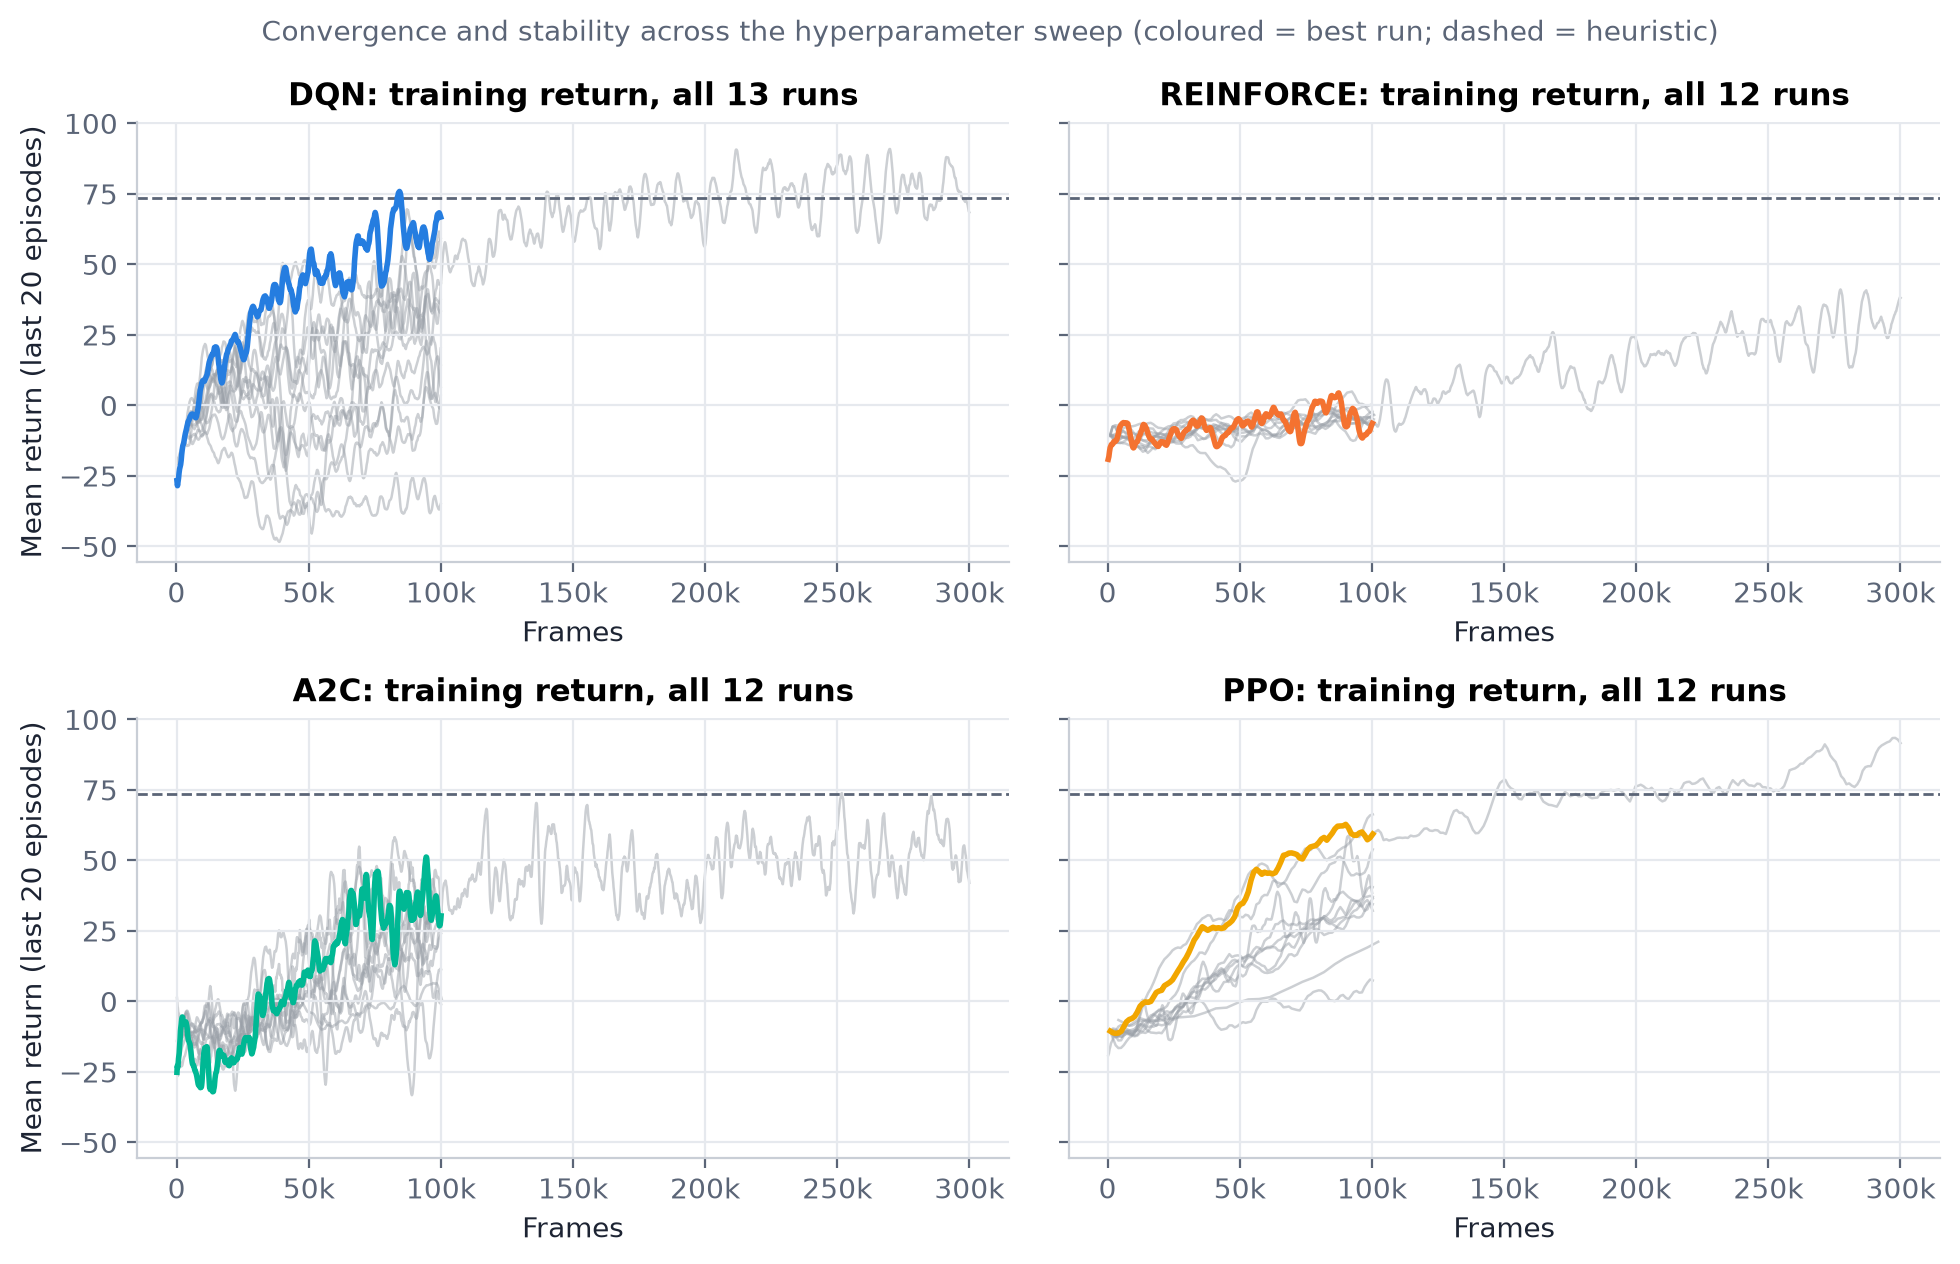 Convergence and stability across the hyperparameter sweep (coloured = best run; dashed = heuristic)
DQN: training return, all 13 runs
Mean return (last 20 episodes)
100
75
50
25
0
−25
−50
0 50k 100k 150k 200k 250k 300k
Frames
REINFORCE: training return, all 12 runs
0 50k 100k 150k 200k 250k 300k
Frames
A2C: training return, all 12 runs
Mean return (last 20 episodes)
100
75
50
25
0
−25
−50
0 50k 100k 150k 200k 250k 300k
Frames
PPO: training return, all 12 runs
0 50k 100k 150k 200k 250k 300k
Frames